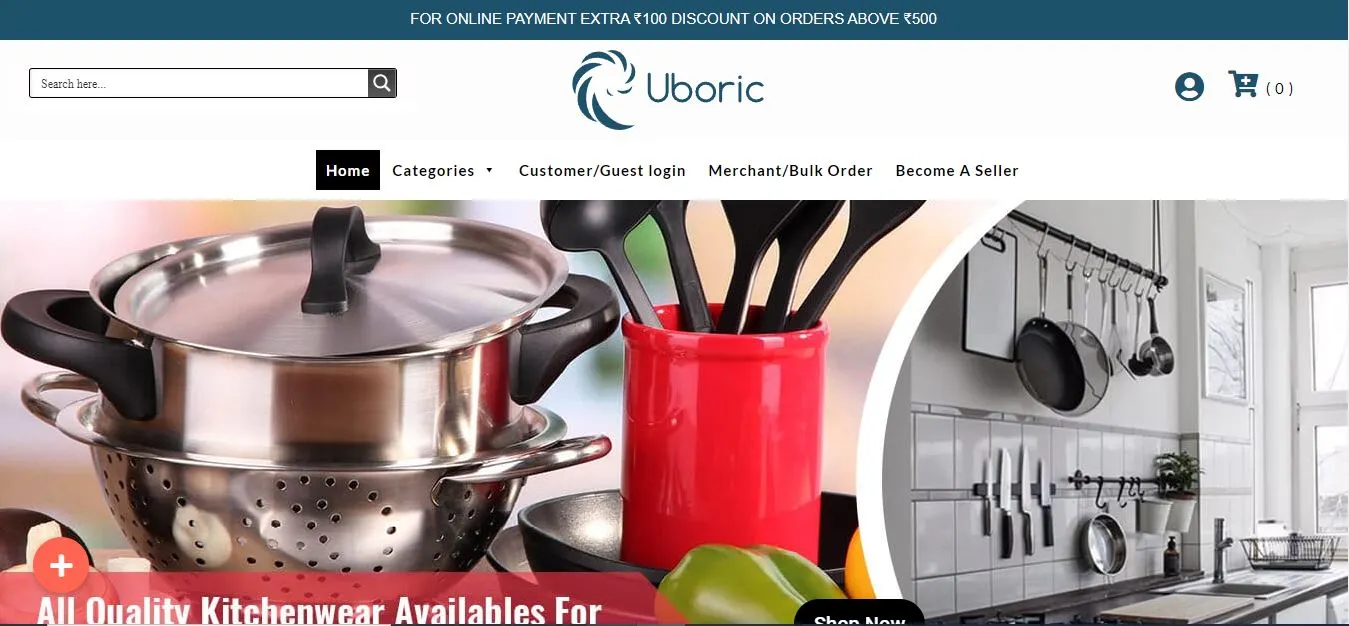 FOR ONLINE PAYMENT EXTRA ₹100 DISCOUNT ON ORDERS ABOVE ₹500
Search here...
Uboric
( 0 )
Home Categories Customer/Guest login Merchant/Bulk Order Become A Seller
All Quality Kitchenwear Availables For
Shop Now